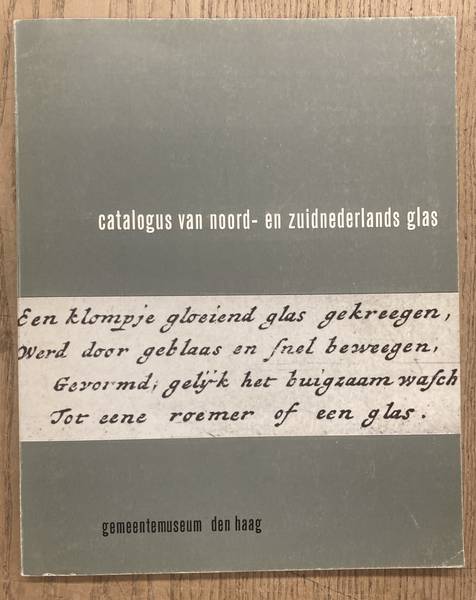 catalogus van noord- en zuidnederlands glas
Een klompje gloeiend glas gekreegen,
Werd door geblaas en ſnel beweegen,
Gevormd, gelÿk het buigzaam waſch
Tot eene roemer of een glas.
gemeentemuseum den haag